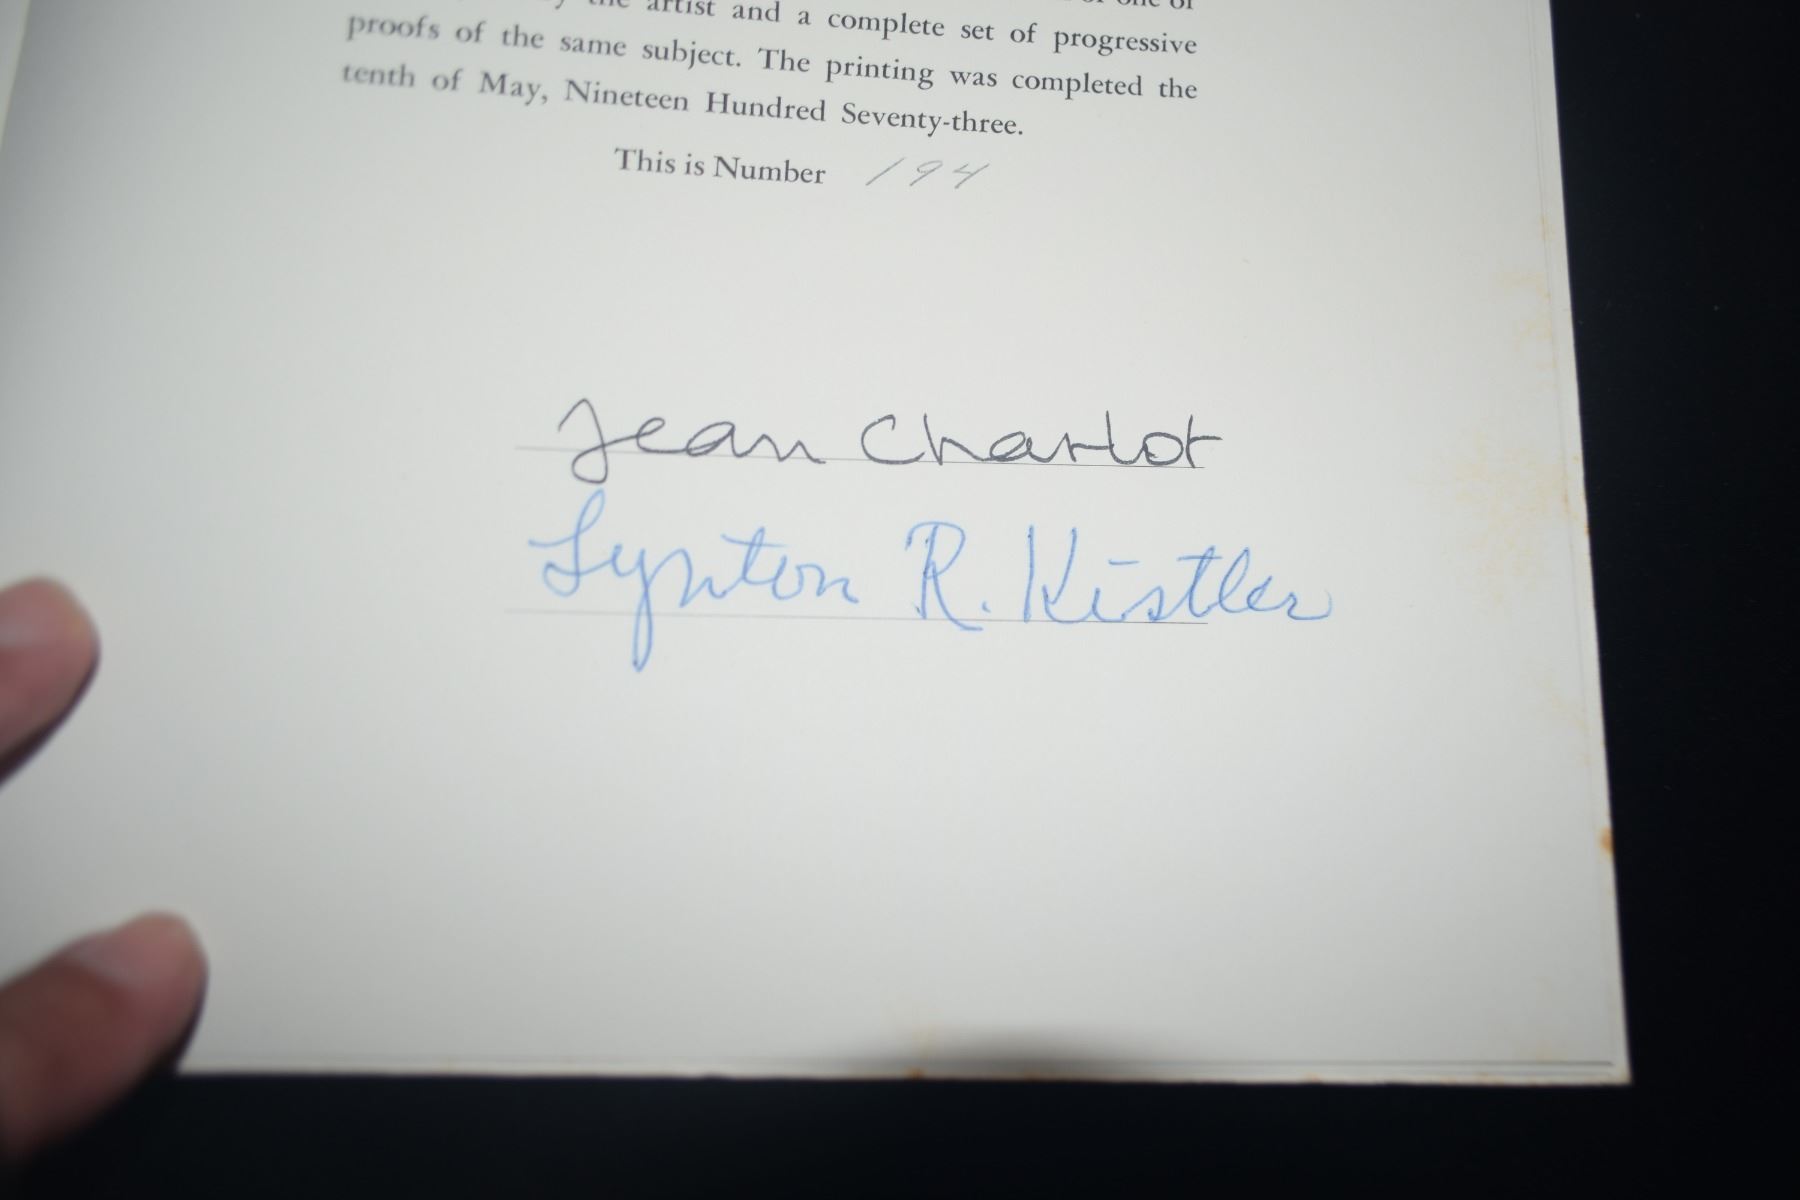 the artist and a complete set of progressive
proofs of the same subject. The printing was completed the
tenth of May, Nineteen Hundred Seventy-three.
This is Number 194
Jean Charlot
Lynton R. Kistler